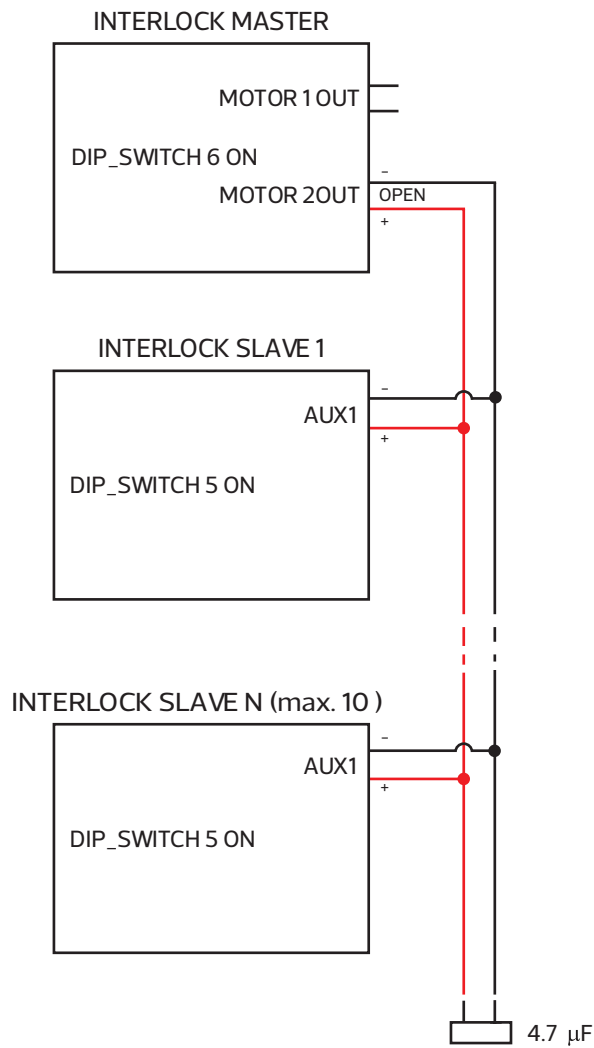 INTERLOCK MASTER
MOTOR 1 OUT
DIP_SWITCH 6 ON
-
MOTOR 2OUT OPEN
+
INTERLOCK SLAVE 1
-
AUX1
+
DIP_SWITCH 5 ON
INTERLOCK SLAVE N (max. 10 )
-
AUX1
+
DIP_SWITCH 5 ON
4.7 μF